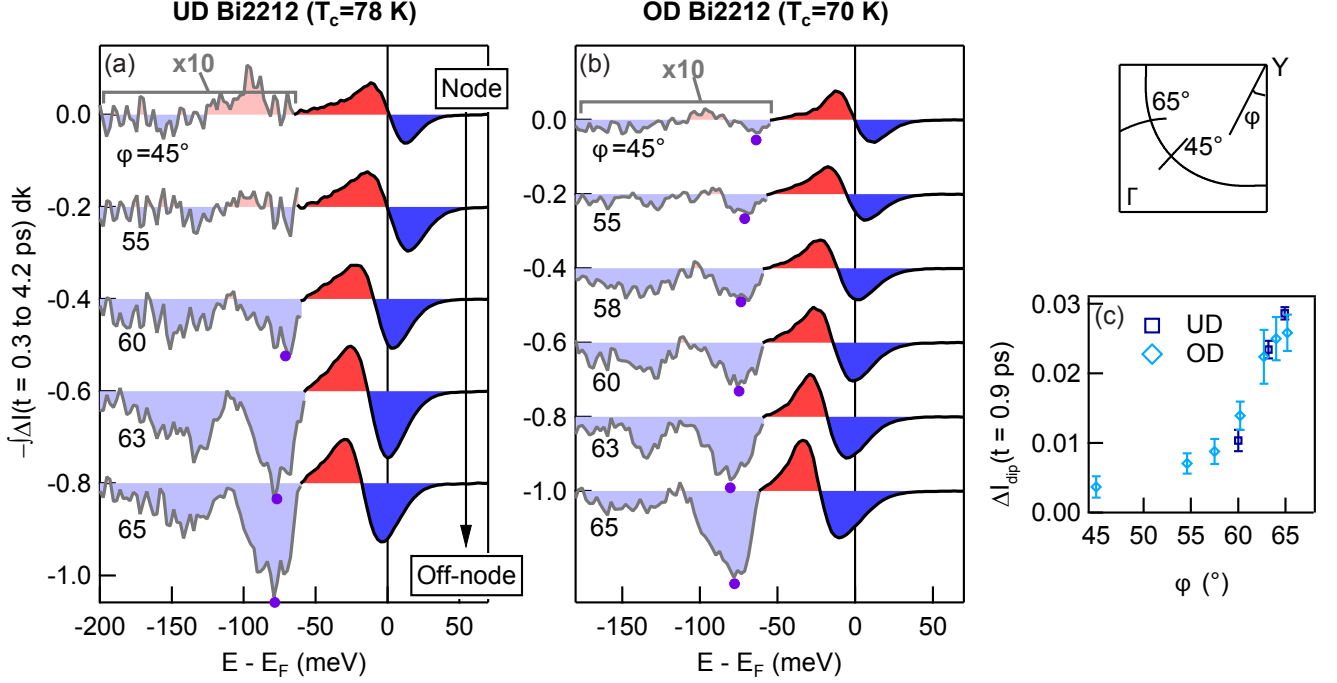 UD Bi2212 (Tc=78 K)
OD Bi2212 (Tc=70 K)
−∫ΔI(t = 0.3 to 4.2 ps) dk
(a)
x10
Node
0.0
φ=45°
-0.2
55
-0.4
60
-0.6
63
-0.8
65
-1.0
Off-node
-200
-150
-100
-50
0
50
E - EF (meV)
(b)
x10
0.0
φ=45°
-0.2
55
-0.4
58
-0.6
60
-0.8
63
-1.0
65
-150
-100
-50
0
50
E - EF (meV)
Y
65°
φ
45°
Γ
ΔIdip(t = 0.9 ps)
(c)
UD
OD
0.03
0.02
0.01
0.00
45
50
55
60
65
φ (°)